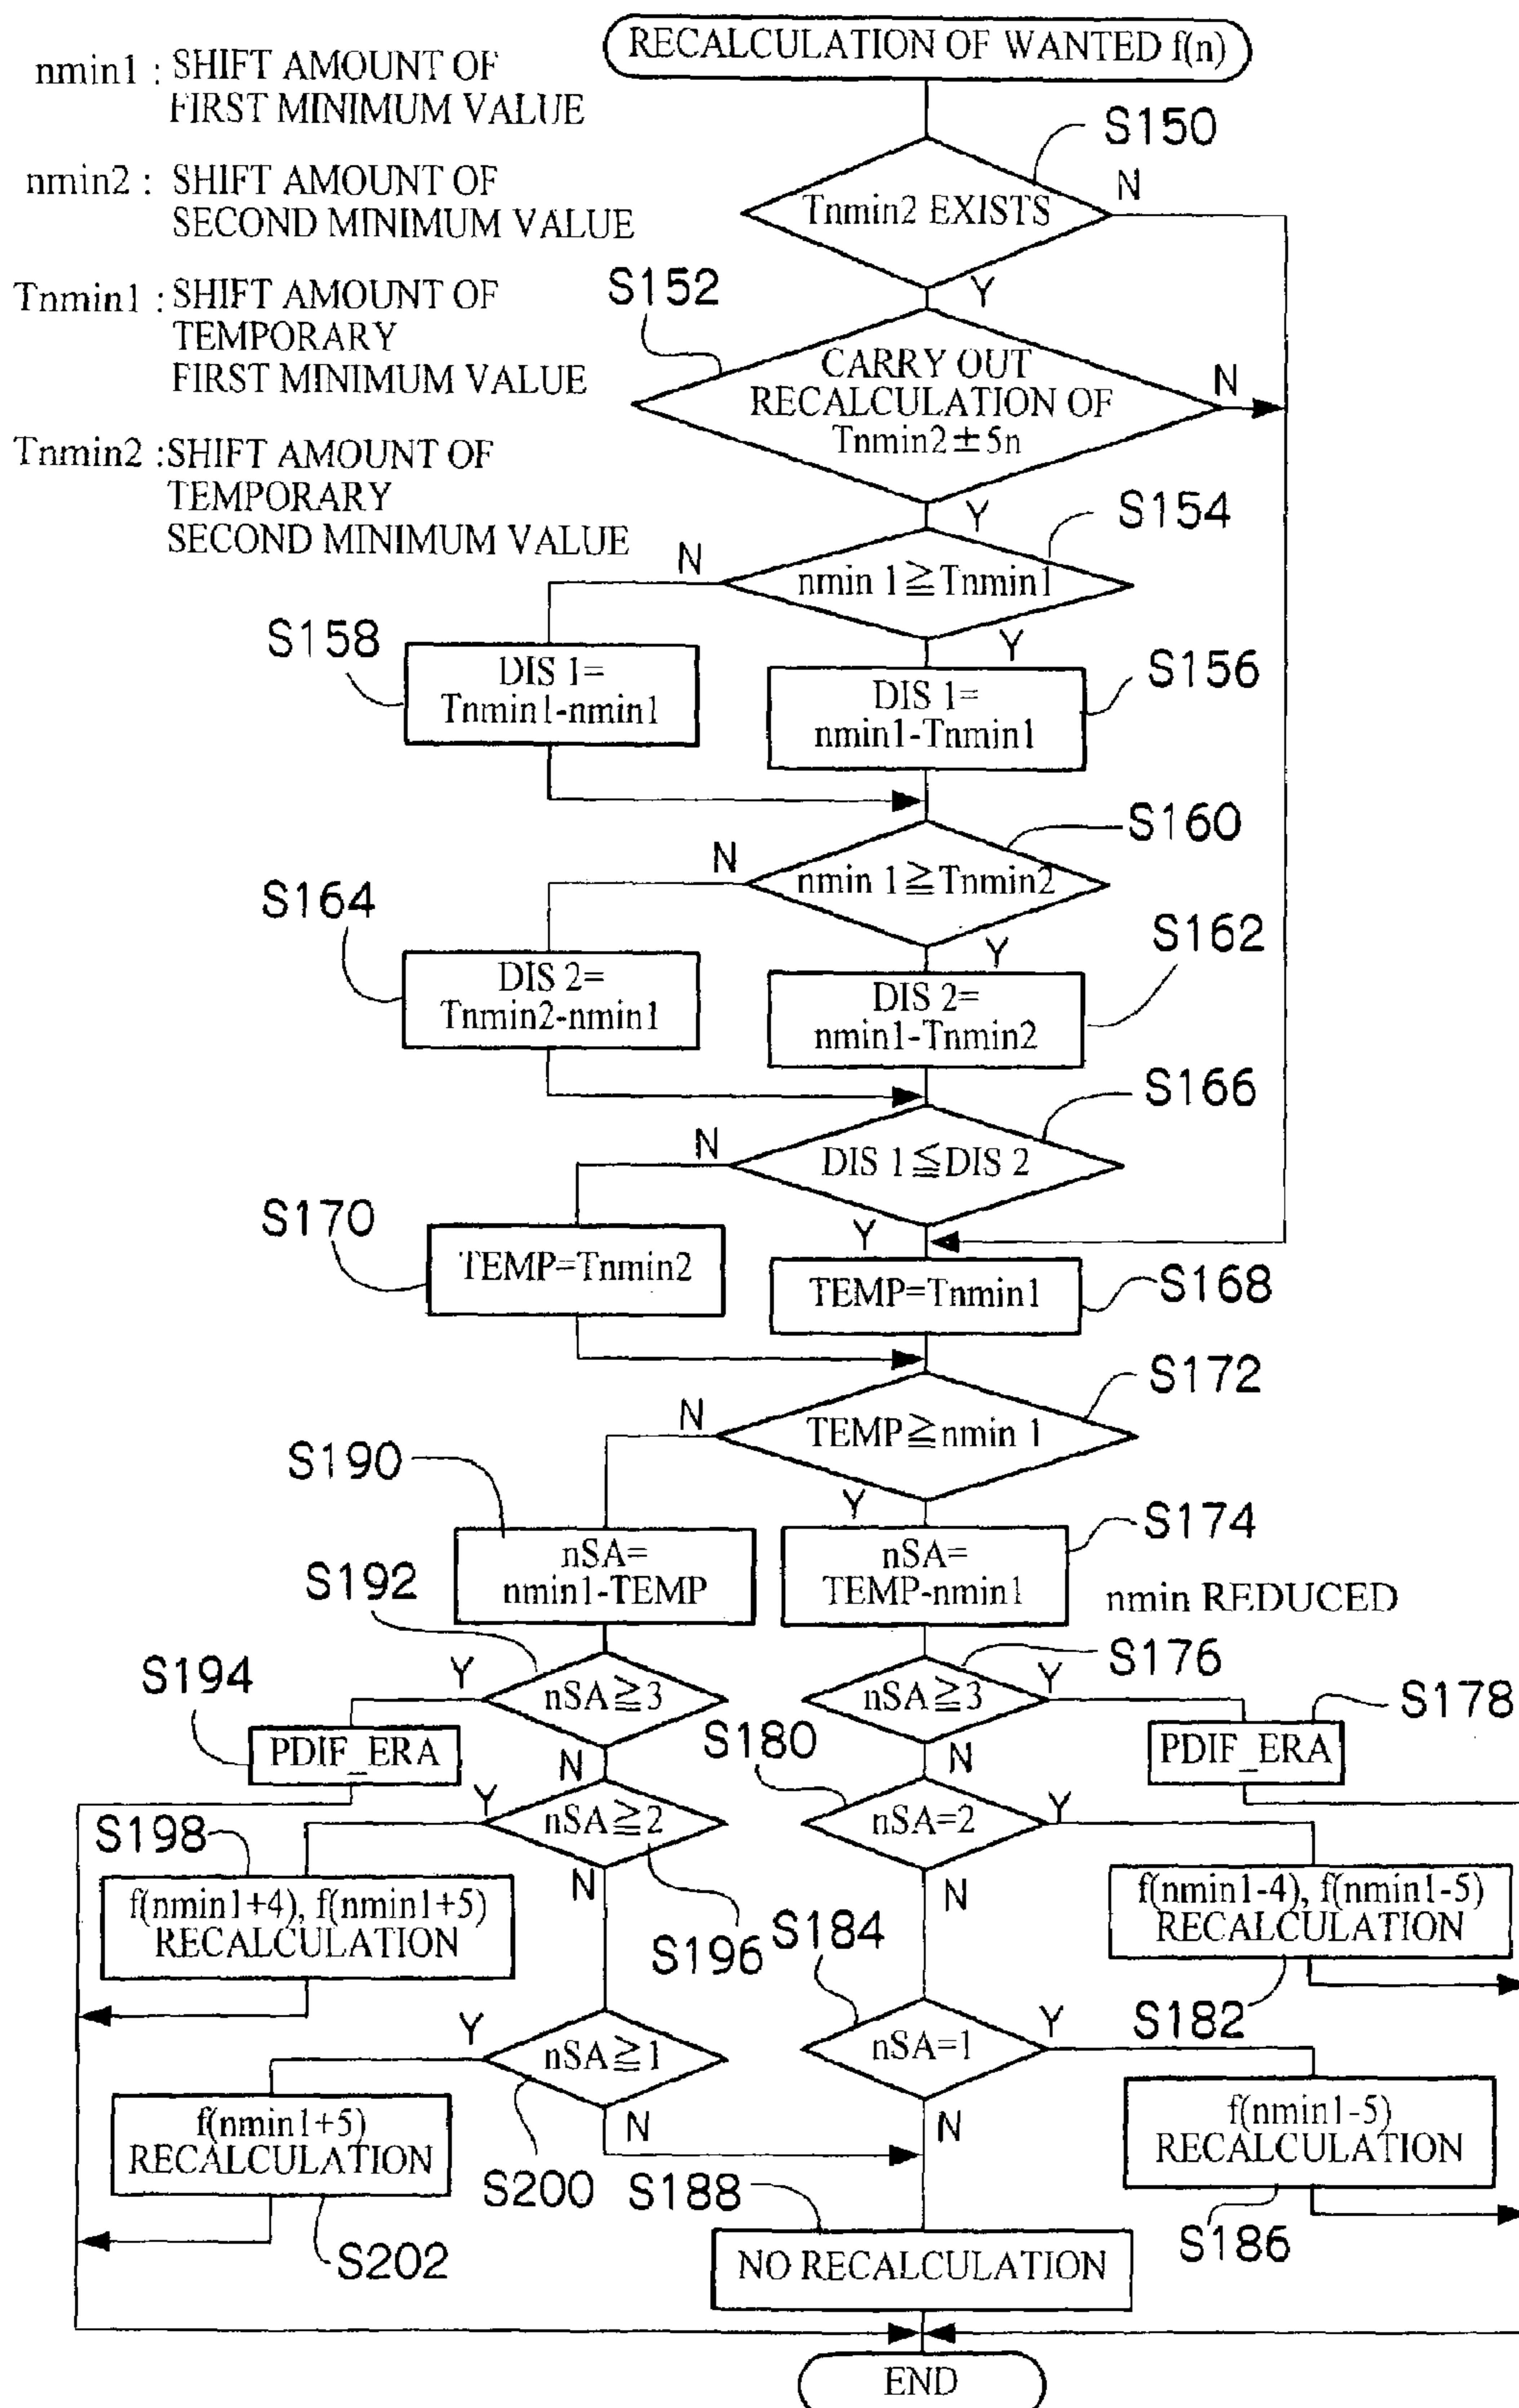 RECALCULATION OF WANTED f(n)
nmin1 : SHIFT AMOUNT OF
FIRST MINIMUM VALUE
nmin2 : SHIFT AMOUNT OF
SECOND MINIMUM VALUE
Tnmin1 : SHIFT AMOUNT OF
TEMPORARY
FIRST MINIMUM VALUE
Tnmin2 : SHIFT AMOUNT OF
TEMPORARY
SECOND MINIMUM VALUE
S150
Tnmin2 EXISTS
N
Y
S152
CARRY OUT
RECALCULATION OF
Tnmin2±5n
N
Y
S154
nmin 1≧Tnmin1
N
Y
S158
DIS 1=
Tnmin1-nmin1
S156
DIS 1=
nmin1-Tnmin1
S160
nmin 1≧Tnmin2
N
Y
S164
DIS 2=
Tnmin2-nmin1
S162
DIS 2=
nmin1-Tnmin2
S166
DIS 1≦DIS 2
N
Y
S170
TEMP=Tnmin2
TEMP=Tnmin1
S168
S172
TEMP≧nmin 1
N
Y
S190
nSA=
nmin1-TEMP
S174
nSA=
TEMP-nmin1
nmin REDUCED
S192
nSA≧3
Y
N
S176
nSA≧3
Y
N
S194
PDIF_ERA
S178
PDIF_ERA
nSA≧2
Y
N
S196
S180
nSA=2
Y
N
S198
f(nmin1+4), f(nmin1+5)
RECALCULATION
f(nmin1-4), f(nmin1-5)
RECALCULATION
S182
nSA≧1
Y
N
S200
S184
nSA=1
Y
N
f(nmin1+5)
RECALCULATION
S202
f(nmin1-5)
RECALCULATION
S186
S188
NO RECALCULATION
END